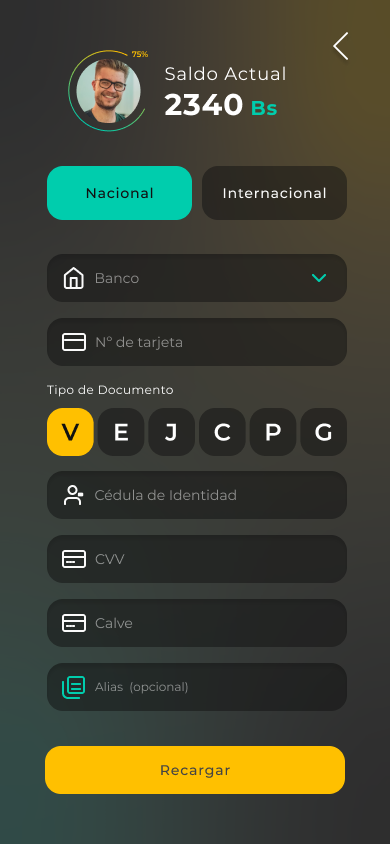 75%
Saldo Actual
2340 Bs
Nacional
Internacional
Banco
Nº de tarjeta
Tipo de Documento
V E J C P G
Cédula de Identidad
CVV
Calve
Alias (opcional)
Recargar